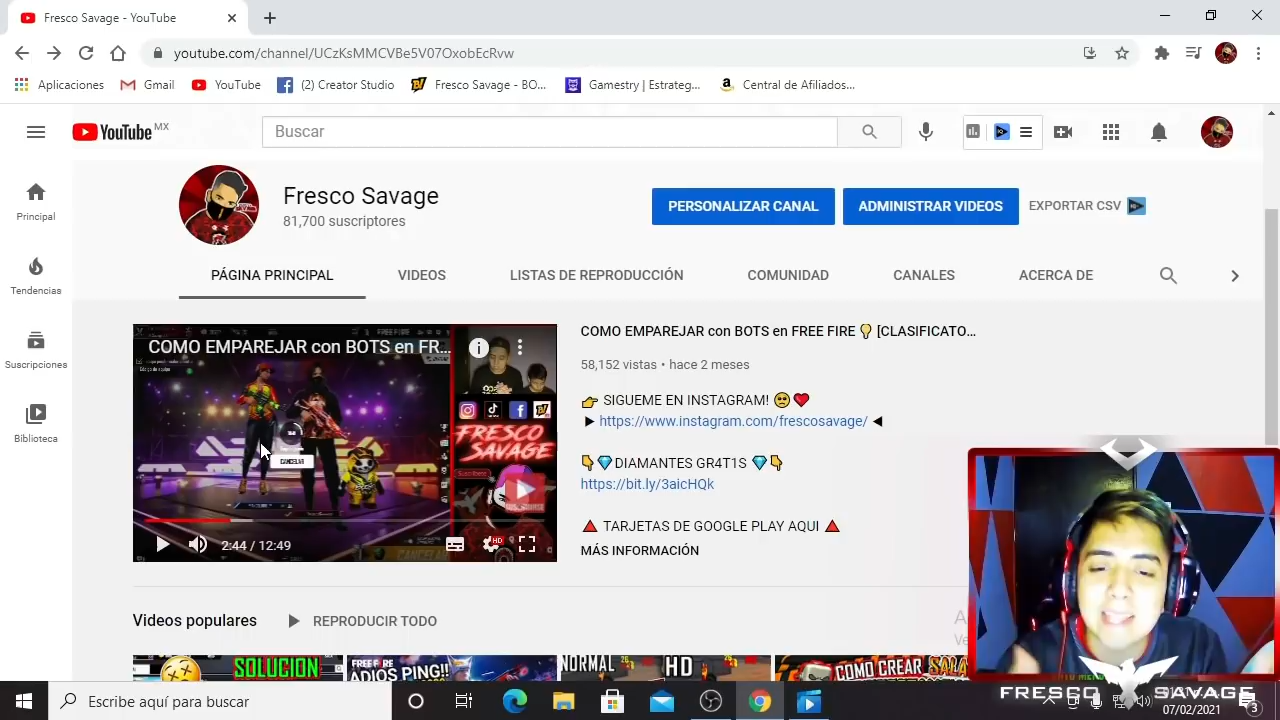 Fresco Savage - YouTube
youtube.com/channel/UCzKsMMCVBe5V07OxobEcRvw
Aplicaciones
Gmail
YouTube
(2) Creator Studio
Fresco Savage - BO...
Gamestry | Estrateg...
Central de Afiliados...
YouTube MX
Buscar
Principal
Tendencias
Suscripciones
Biblioteca
Fresco Savage
81,700 suscriptores
PERSONALIZAR CANAL
ADMINISTRAR VIDEOS
EXPORTAR CSV
PÁGINA PRINCIPAL
VIDEOS
LISTAS DE REPRODUCCIÓN
COMUNIDAD
CANALES
ACERCA DE
COMO EMPAREJAR con BOTS en FR...
CANCELAR
FRESCO
SAVAGE
2:44 / 12:49
HD
COMO EMPAREJAR con BOTS en FREE FIRE 💡 [CLASIFICATO...
58,152 vistas • hace 2 meses
👉 SIGUEME EN INSTAGRAM! 🥺❤
▶ https://www.instagram.com/frescosavage/ ◀
👇💎DIAMANTES GR4T1S 💎👇
https://bit.ly/3aicHQk
🔺 TARJETAS DE GOOGLE PLAY AQUI 🔺
MÁS INFORMACIÓN
Videos populares
REPRODUCIR TODO
SOLUCION
FREE FIRE
ADIOS PING!!
NORMAL
HD
COMO CREAR SALA
FRESCO SAVAGE
Escribe aquí para buscar
07/02/2021
3